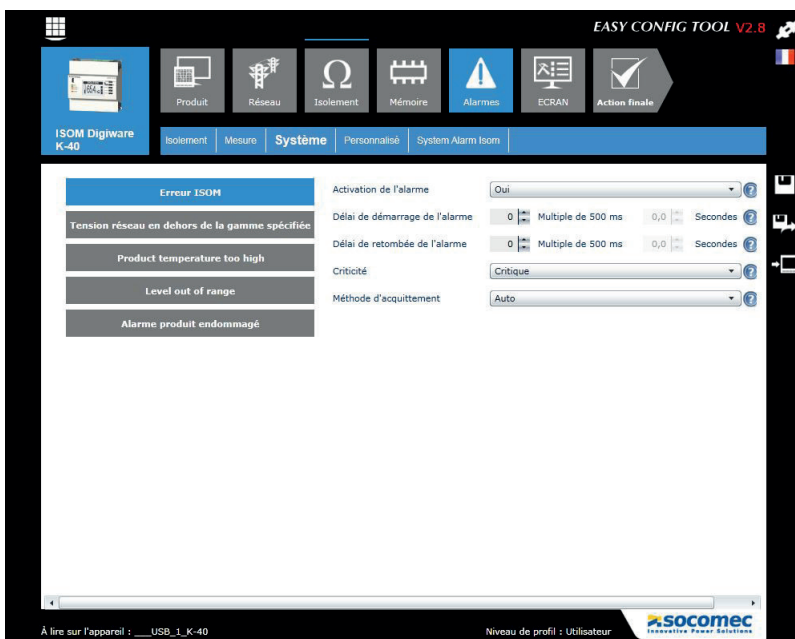 EASY CONFIG TOOL V2.8
Produit
Réseau
Isolement
Mémoire
Alarmes
ECRAN
Action finale
ISOM Digiware
K-40
Isolement
Mesure
Système
Personnalisé
System Alarm Isom
Erreur ISOM
Tension réseau en dehors de la gamme spécifiée
Product temperature too high
Level out of range
Alarme produit endommagé
Activation de l'alarme
Oui
Délai de démarrage de l'alarme
0
Multiple de 500 ms
0,0
Secondes
Délai de retombée de l'alarme
0
Multiple de 500 ms
0,0
Secondes
Criticité
Critique
Méthode d'acquittement
Auto
À lire sur l'appareil : ___USB_1_K-40
Niveau de profil : Utilisateur
socomec
Innovative Power Solutions